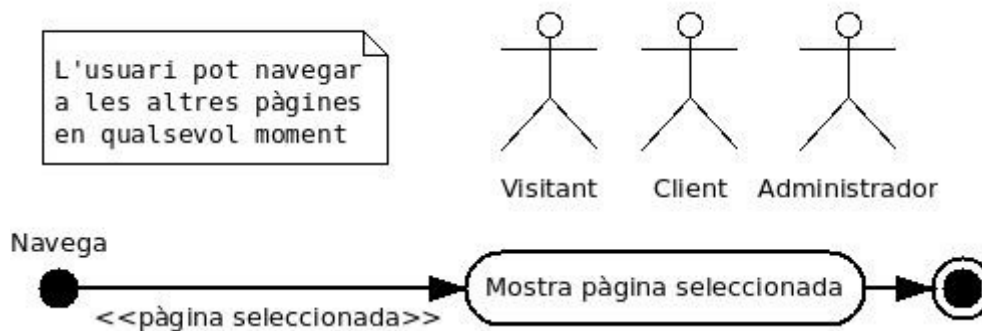 L'usuari pot navegar
a les altres pàgines
en qualsevol moment
Visitant Client Administrador
Navega
Mostra pàgina seleccionada
<<pàgina seleccionada>>